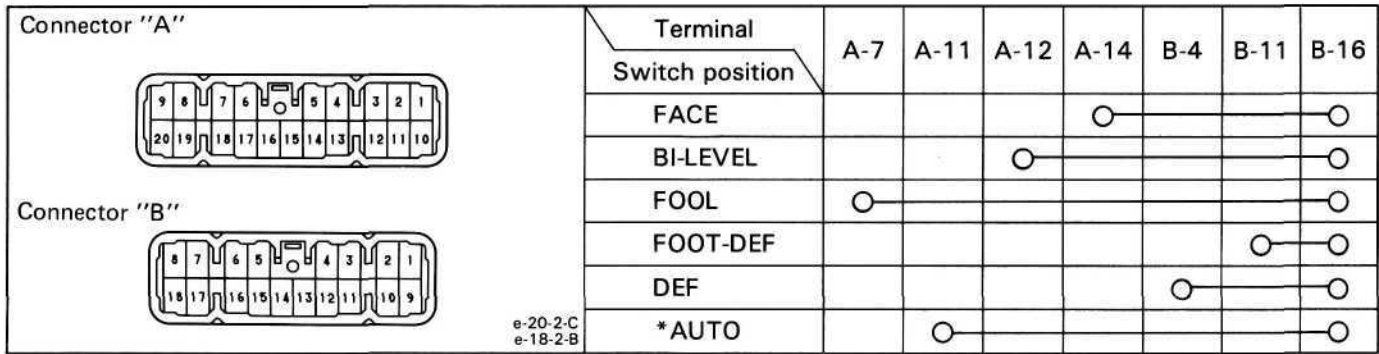 Connector "A"
9 8 7 6 5 4 3 2 1
20 19 18 17 16 15 14 13 12 11 10
Connector "B"
8 7 6 5 4 3 2 1
18 17 16 15 14 13 12 11 10 9
e-20-2-C
e-18-2-B
Terminal
Switch position
A-7 A-11 A-12 A-14 B-4 B-11 B-16
FACE
BI-LEVEL
FOOL
FOOT-DEF
DEF
*AUTO